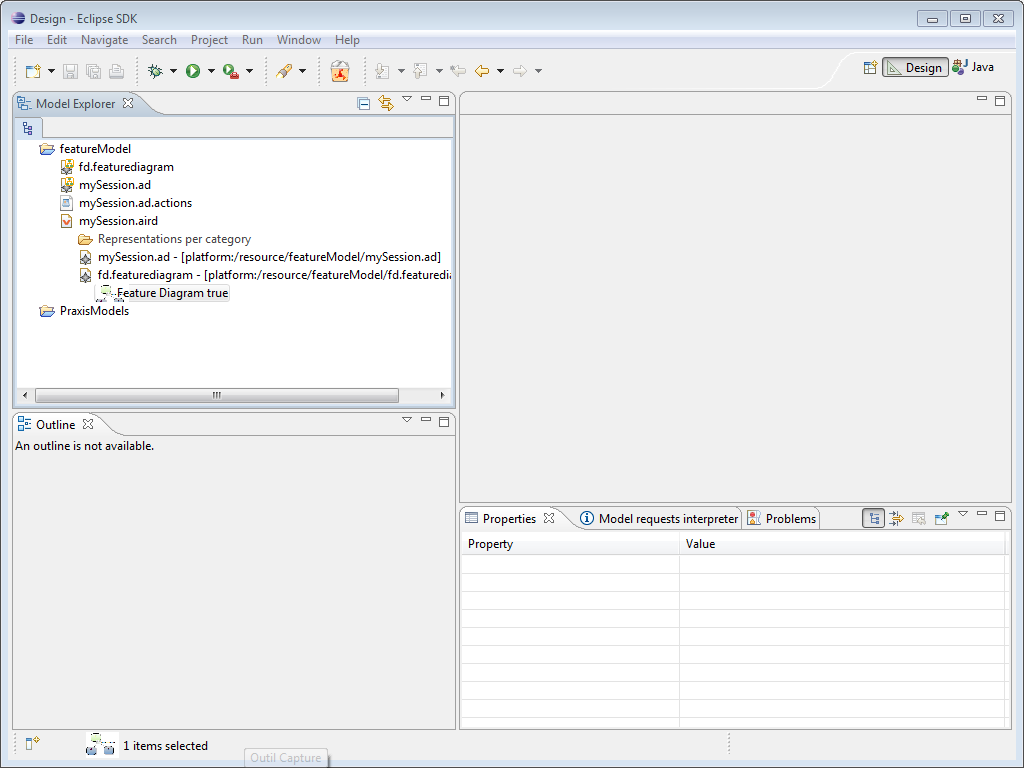 Design - Eclipse SDK
File Edit Navigate Search Project Run Window Help
Design Java
Model Explorer
featureModel
fd.featurediagram
mySession.ad
mySession.ad.actions
mySession.aird
Representations per category
mySession.ad - [platform:/resource/featureModel/mySession.ad]
fd.featurediagram - [platform:/resource/featureModel/fd.featuredia
Feature Diagram true
PraxisModels
Outline
An outline is not available.
Properties Model requests interpreter Problems
Property Value
1 items selected
Outil Capture